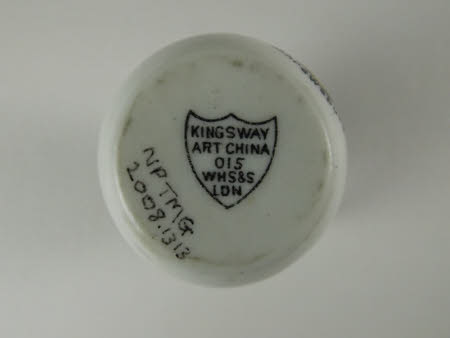 KINGSWAY
ART CHINA
015
WHS&S
LDN
NPTMG
2008.1313